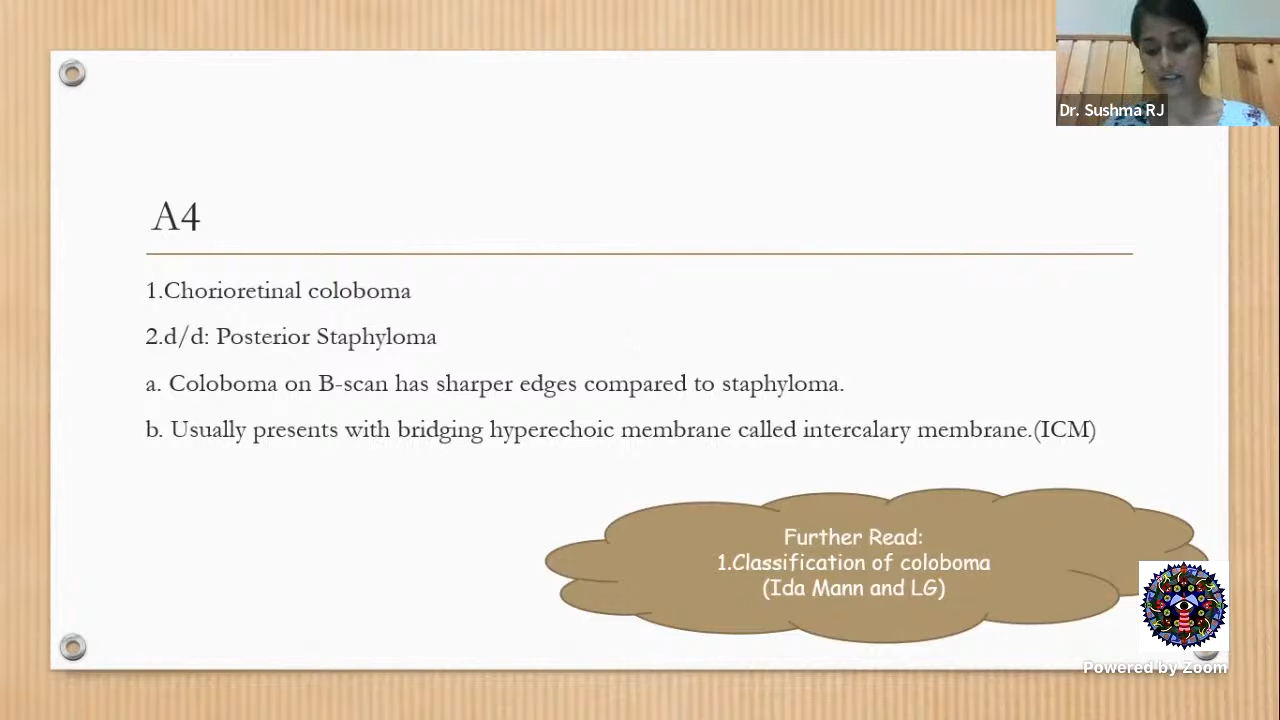 Dr. Sushma RJ
A4
1.Chorioretinal coloboma
2.d/d: Posterior Staphyloma
a. Coloboma on B-scan has sharper edges compared to staphyloma.
b. Usually presents with bridging hyperechoic membrane called intercalary membrane.(ICM)
Further Read:
1.Classification of coloboma
(Ida Mann and LG)
Powered by Zoom